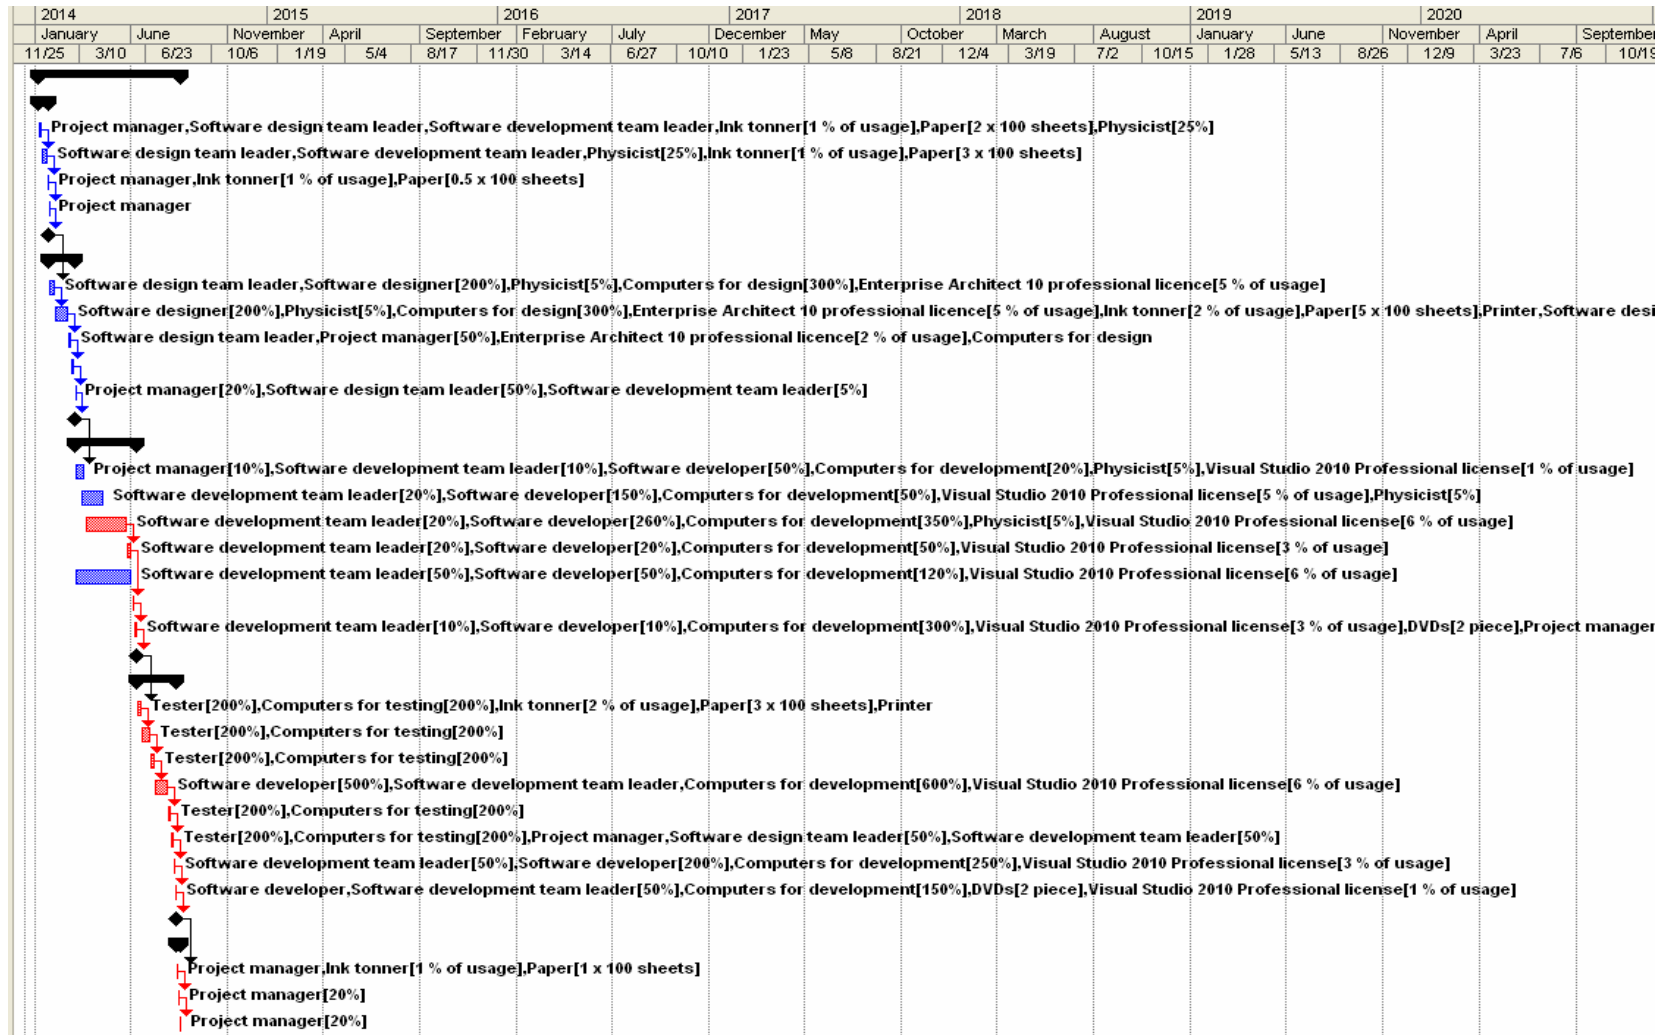 2014 2015 2016 2017 2018 2019 2020
January June November April September February July December May October March August January June November April September
11/25 3/10 6/23 10/6 1/19 5/4 8/17 11/30 3/14 6/27 10/10 1/23 5/8 8/21 12/4 3/19 7/2 10/15 1/28 5/13 8/26 12/9 3/23 7/6 10/19
Project manager,Software design team leader,Software development team leader,Ink tonner[1 % of usage],Paper[2 x 100 sheets],Physicist[25%]
Software design team leader,Software development team leader,Physicist[25%],Ink tonner[1 % of usage],Paper[3 x 100 sheets]
Project manager,Ink tonner[1 % of usage],Paper[0.5 x 100 sheets]
Project manager
Software design team leader,Software designer[200%],Physicist[5%],Computers for design[300%],Enterprise Architect 10 professional licence[5 % of usage]
Software designer[200%],Physicist[5%],Computers for design[300%],Enterprise Architect 10 professional licence[5 % of usage],Ink tonner[2 % of usage],Paper[5 x 100 sheets],Printer,Software desi
Software design team leader,Project manager[50%],Enterprise Architect 10 professional licence[2 % of usage],Computers for design
Project manager[20%],Software design team leader[50%],Software development team leader[5%]
Project manager[10%],Software development team leader[10%],Software developer[50%],Computers for development[20%],Physicist[5%],Visual Studio 2010 Professional license[1 % of usage]
Software development team leader[20%],Software developer[150%],Computers for development[50%],Visual Studio 2010 Professional license[5 % of usage],Physicist[5%]
Software development team leader[20%],Software developer[260%],Computers for development[350%],Physicist[5%],Visual Studio 2010 Professional license[6 % of usage]
Software development team leader[20%],Software developer[20%],Computers for development[50%],Visual Studio 2010 Professional license[3 % of usage]
Software development team leader[50%],Software developer[50%],Computers for development[120%],Visual Studio 2010 Professional license[6 % of usage]
Software development team leader[10%],Software developer[10%],Computers for development[300%],Visual Studio 2010 Professional license[3 % of usage],DVDs[2 piece],Project manager
Tester[200%],Computers for testing[200%],Ink tonner[2 % of usage],Paper[3 x 100 sheets],Printer
Tester[200%],Computers for testing[200%]
Tester[200%],Computers for testing[200%]
Software developer[500%],Software development team leader,Computers for development[600%],Visual Studio 2010 Professional license[6 % of usage]
Tester[200%],Computers for testing[200%]
Tester[200%],Computers for testing[200%],Project manager,Software design team leader[50%],Software development team leader[50%]
Software development team leader[50%],Software developer[200%],Computers for development[250%],Visual Studio 2010 Professional license[3 % of usage]
Software developer,Software development team leader[50%],Computers for development[150%],DVDs[2 piece],Visual Studio 2010 Professional license[1 % of usage]
Project manager,Ink tonner[1 % of usage],Paper[1 x 100 sheets]
Project manager[20%]
Project manager[20%]